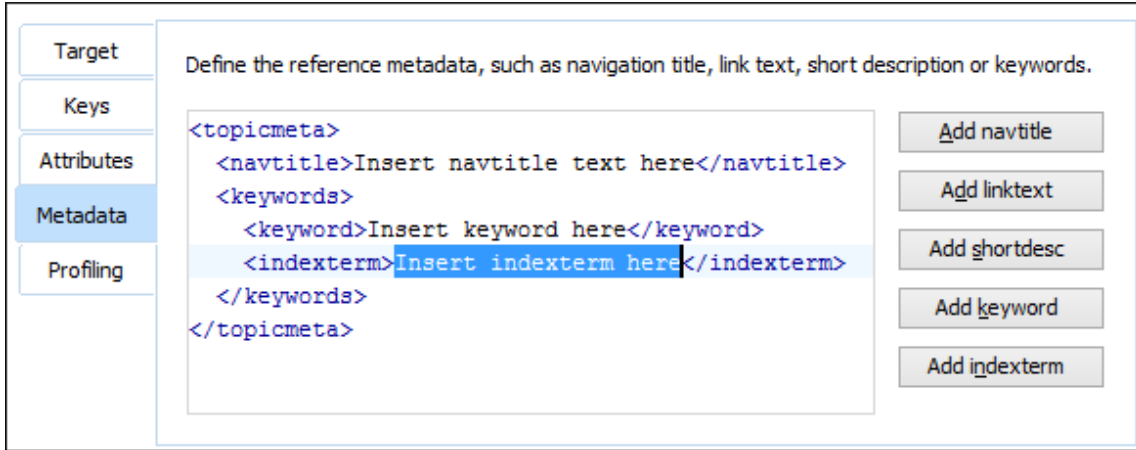 Target
Keys
Attributes
Metadata
Profiling
Define the reference metadata, such as navigation title, link text, short description or keywords.
<topicmeta>
  <navtitle>Insert navtitle text here</navtitle>
  <keywords>
    <keyword>Insert keyword here</keyword>
    <indexterm>Insert indexterm here</indexterm>
  </keywords>
</topicmeta>
Add navtitle
Add linktext
Add shortdesc
Add keyword
Add indexterm